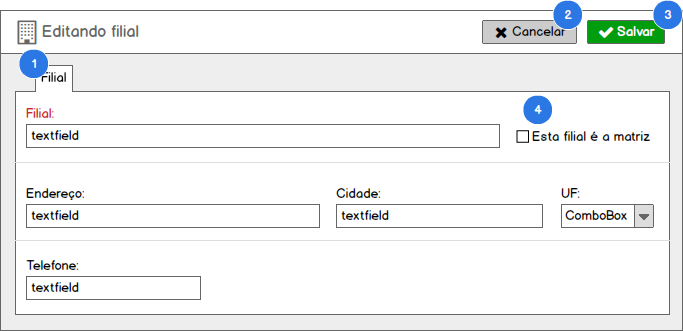 Editando filial
2
Cancelar
3
Salvar
1
Filial
Filial:
textfield
4
Esta filial é a matriz
Endereço:
textfield
Cidade:
textfield
UF:
ComboBox
Telefone:
textfield